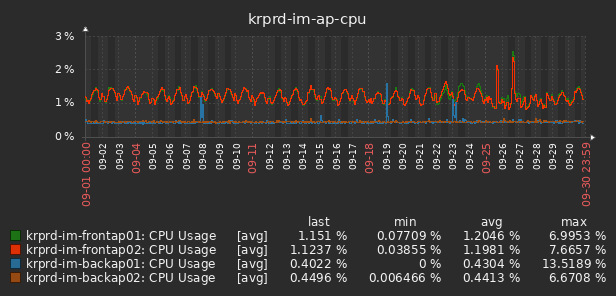 krprd-im-ap-cpu
3 %
2 %
1 %
0 %
09-01 00:00 09-02 09-03 09-04 09-05 09-06 09-07 09-08 09-09 09-10 09-11 09-12 09-13 09-14 09-15 09-16 09-17 09-18 09-19 09-20 09-21 09-22 09-23 09-24 09-25 09-26 09-27 09-28 09-29 09-30 09-30 23:59
last min avg max
krprd-im-frontap01: CPU Usage [avg] 1.151 % 0.07709 % 1.2046 % 6.9953 %
krprd-im-frontap02: CPU Usage [avg] 1.1237 % 0.03855 % 1.1981 % 7.6657 %
krprd-im-backap01: CPU Usage [avg] 0.4022 % 0 % 0.4304 % 13.5189 %
krprd-im-backap02: CPU Usage [avg] 0.4496 % 0.006466 % 0.4413 % 6.6708 %